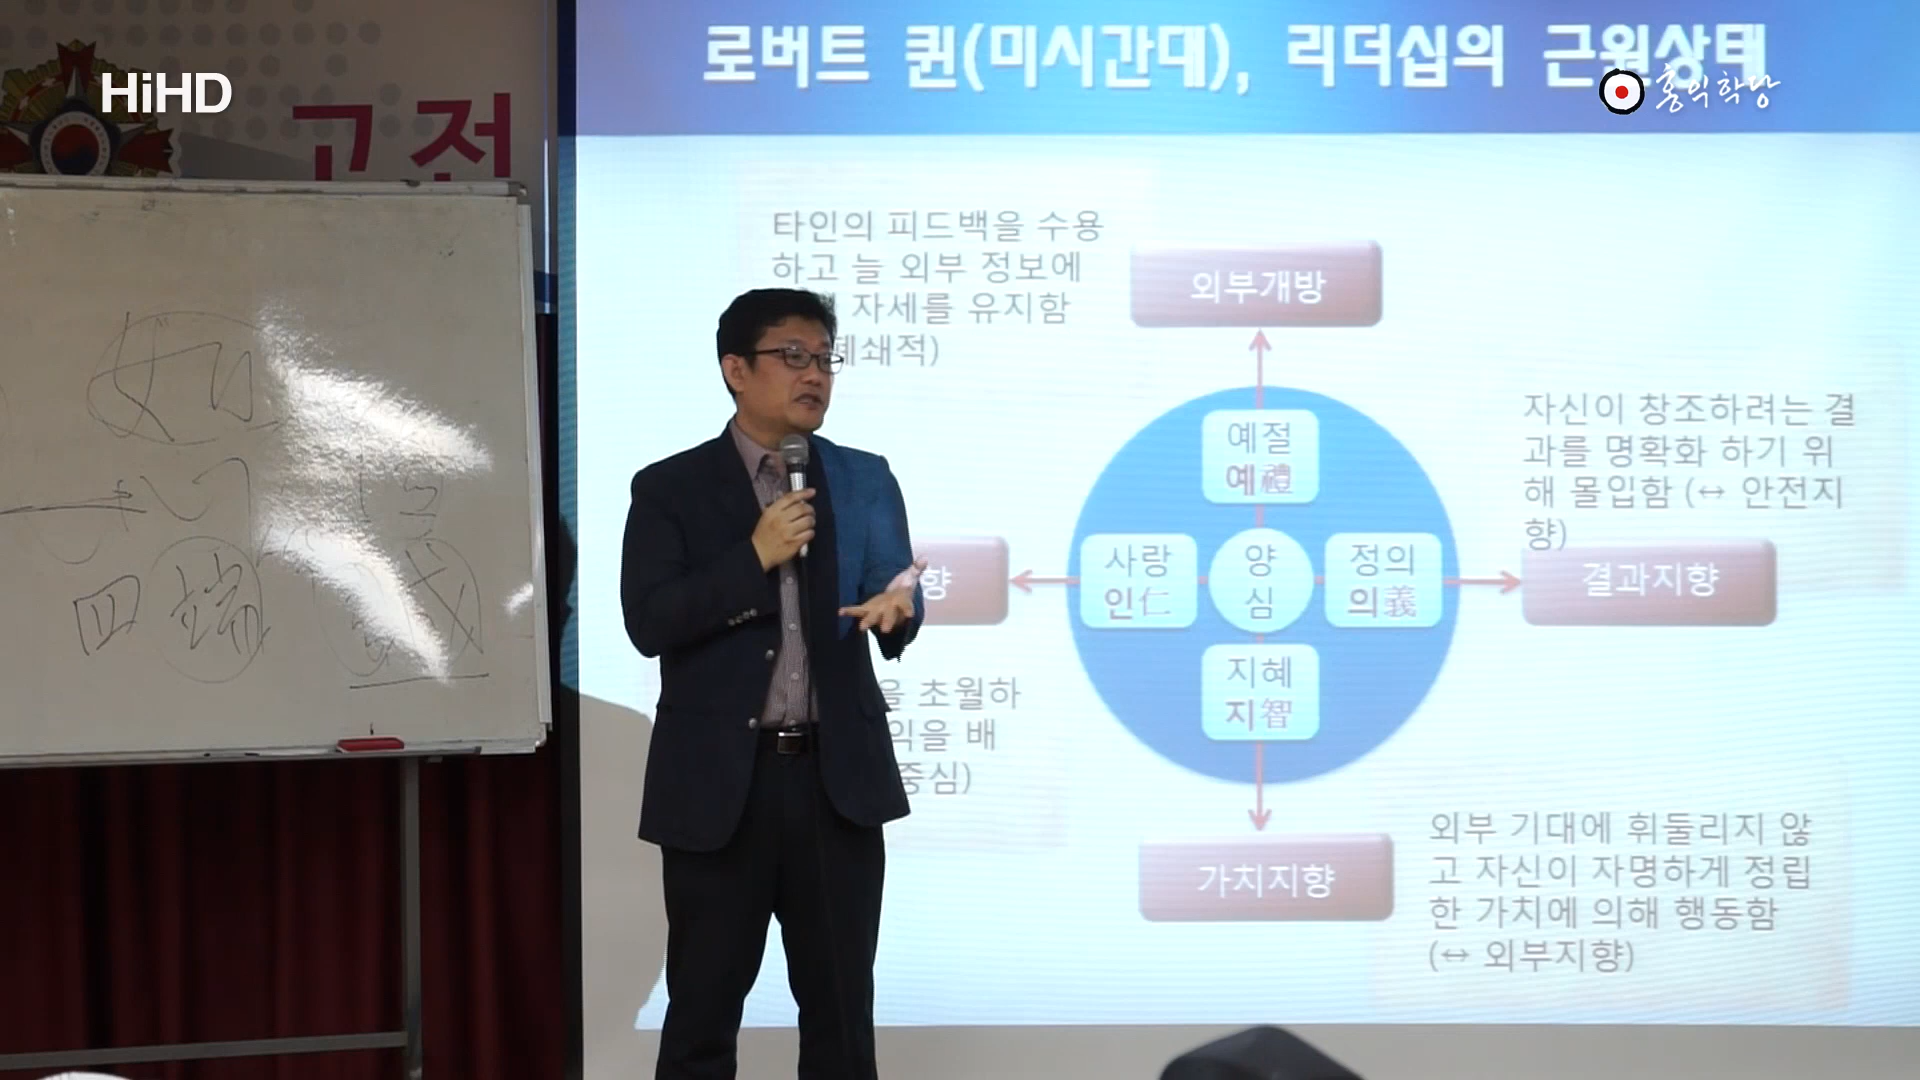 HiHD
고전
로버트 퀸(미시간대), 리더십의 근원상태
홍익학당
타인의 피드백을 수용
하고 늘 외부 정보에
자세를 유지함
폐쇄적)
외부개방
자신이 창조하려는 결
과를 명확화 하기 위
해 몰입함 (↔ 안전지
향)
예절
예禮
사랑
인仁
양
심
정의
의義
향
결과지향
지혜
지智
을 초월하
익을 배
중심)
가치지향
외부 기대에 휘둘리지 않
고 자신이 자명하게 정립
한 가치에 의해 행동함
(↔ 외부지향)
如
心
四端